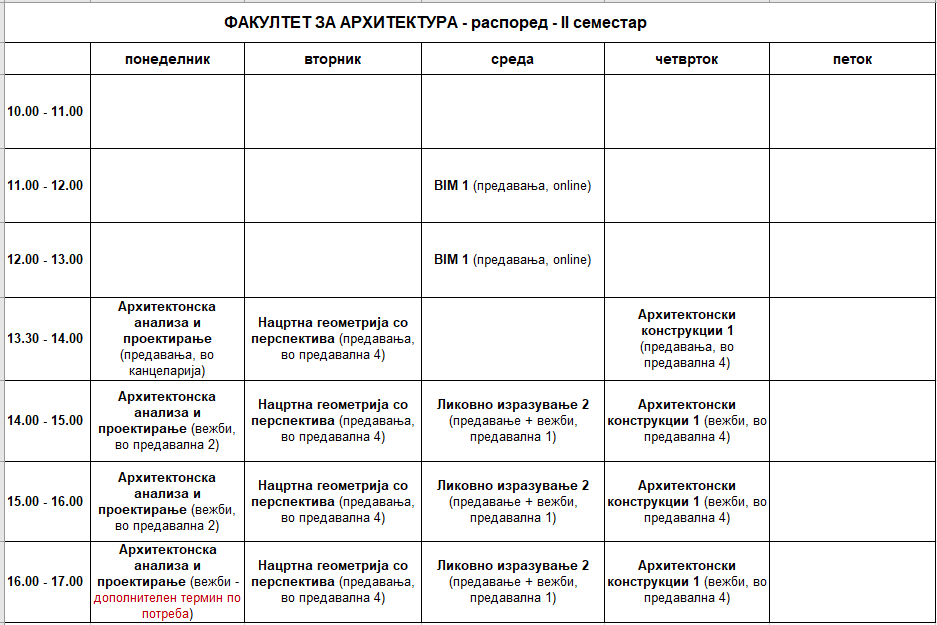 ФАКУЛТЕТ ЗА АРХИТЕКТУРА - распоред - II семестар
понеделник вторник среда четврток петок
10.00 - 11.00
11.00 - 12.00
BIM 1 (предавања, online)
12.00 - 13.00
BIM 1 (предавања, online)
13.30 - 14.00
Архитектонска
анализа и
проектирање
(предавања, во
канцеларија)
Нацртна геометрија со
перспектива (предавања,
во предавална 4)
Архитектонски
конструкции 1
(предавања, во
предавална 4)
14.00 - 15.00
Архитектонска
анализа и
проектирање (вежби,
во предавална 2)
Нацртна геометрија со
перспектива (предавања,
во предавална 4)
Ликовно изразување 2
(предавање + вежби,
предавална 1)
Архитектонски
конструкции 1 (вежби, во
предавална 4)
15.00 - 16.00
Архитектонска
анализа и
проектирање (вежби,
во предавална 2)
Нацртна геометрија со
перспектива (предавања,
во предавална 4)
Ликовно изразување 2
(предавање + вежби,
предавална 1)
Архитектонски
конструкции 1 (вежби, во
предавална 4)
16.00 - 17.00
Архитектонска
анализа и
проектирање (вежби -
дополнителен термин по
потреба)
Нацртна геометрија со
перспектива (предавања,
во предавална 4)
Ликовно изразување 2
(предавање + вежби,
предавална 1)
Архитектонски
конструкции 1 (вежби, во
предавална 4)